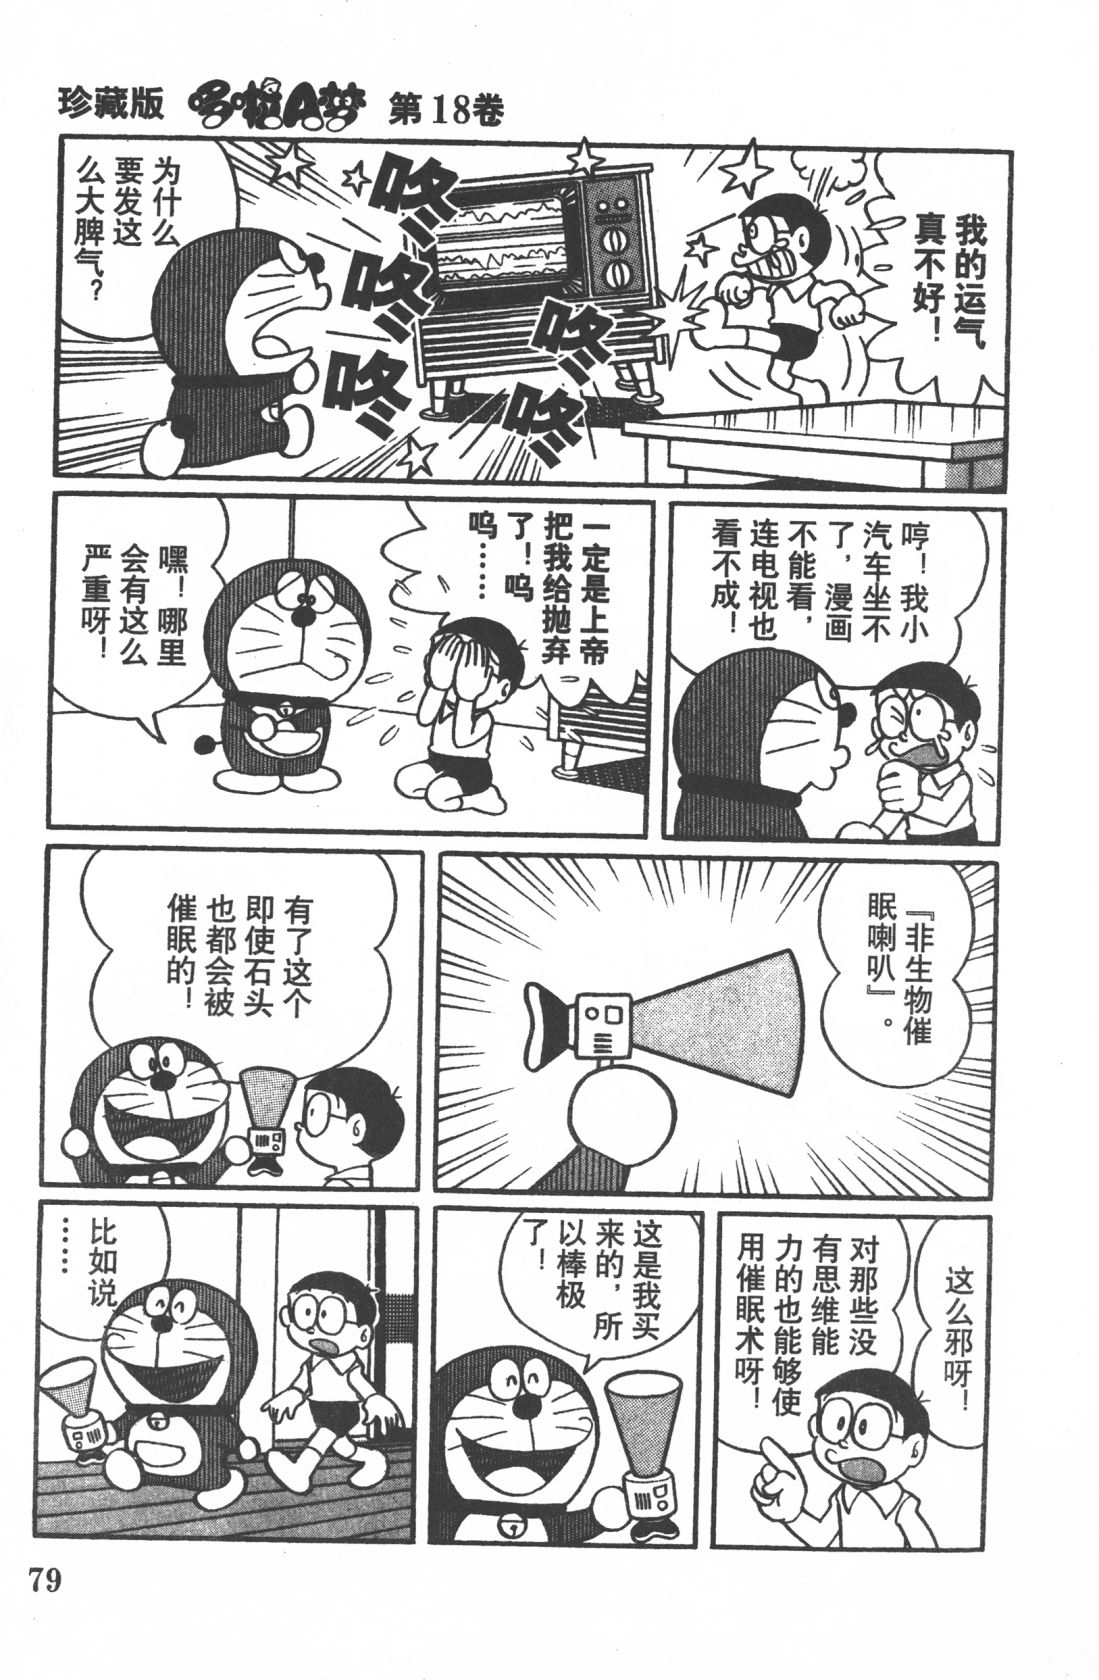 珍藏版 哆啦A梦 第18卷
我的运气
真不好！
为什么
要发这
么大脾气？
咚
咚
咚
咚
咚
哼！我小
汽车坐不
了，漫画
不能看，
连电视也
看不成！
一定是上帝
把我给抛弃
了！呜
呜……
嘿！哪里
会有这么
严重呀！
『非生物催
眠喇叭』。
有了这个
即使石头
也都会被
催眠的！
这么邪呀！
对那些没
有思维能
力的也能够使
用催眠术呀！
这是我买
来的，所
以棒极
了！
比如说
……
79